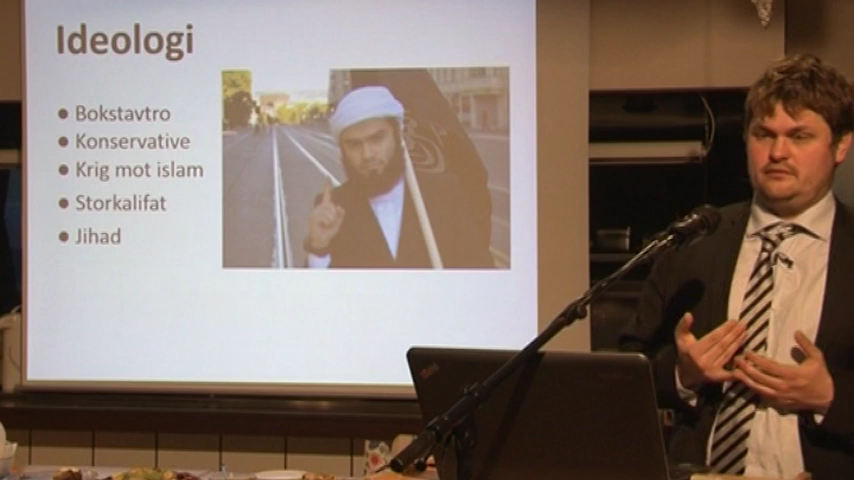 Ideologi
● Bokstavtro
● Konservative
● Krig mot islam
● Storkalifat
● Jihad